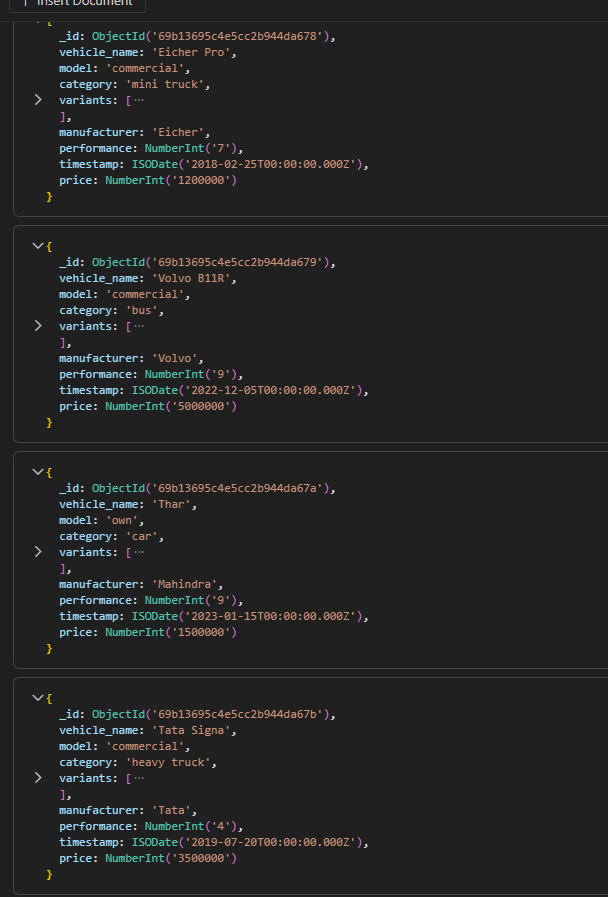 Insert Document
{
_id: ObjectId('69b13695c4e5cc2b944da678'),
vehicle_name: 'Eicher Pro',
model: 'commercial',
category: 'mini truck',
variants: [ ···
],
manufacturer: 'Eicher',
performance: NumberInt('7'),
timestamp: ISODate('2018-02-25T00:00:00.000Z'),
price: NumberInt('1200000')
}
{
_id: ObjectId('69b13695c4e5cc2b944da679'),
vehicle_name: 'Volvo B11R',
model: 'commercial',
category: 'bus',
variants: [ ···
],
manufacturer: 'Volvo',
performance: NumberInt('9'),
timestamp: ISODate('2022-12-05T00:00:00.000Z'),
price: NumberInt('5000000')
}
{
_id: ObjectId('69b13695c4e5cc2b944da67a'),
vehicle_name: 'Thar',
model: 'own',
category: 'car',
variants: [ ···
],
manufacturer: 'Mahindra',
performance: NumberInt('9'),
timestamp: ISODate('2023-01-15T00:00:00.000Z'),
price: NumberInt('1500000')
}
{
_id: ObjectId('69b13695c4e5cc2b944da67b'),
vehicle_name: 'Tata Signa',
model: 'commercial',
category: 'heavy truck',
variants: [ ···
],
manufacturer: 'Tata',
performance: NumberInt('4'),
timestamp: ISODate('2019-07-20T00:00:00.000Z'),
price: NumberInt('3500000')
}